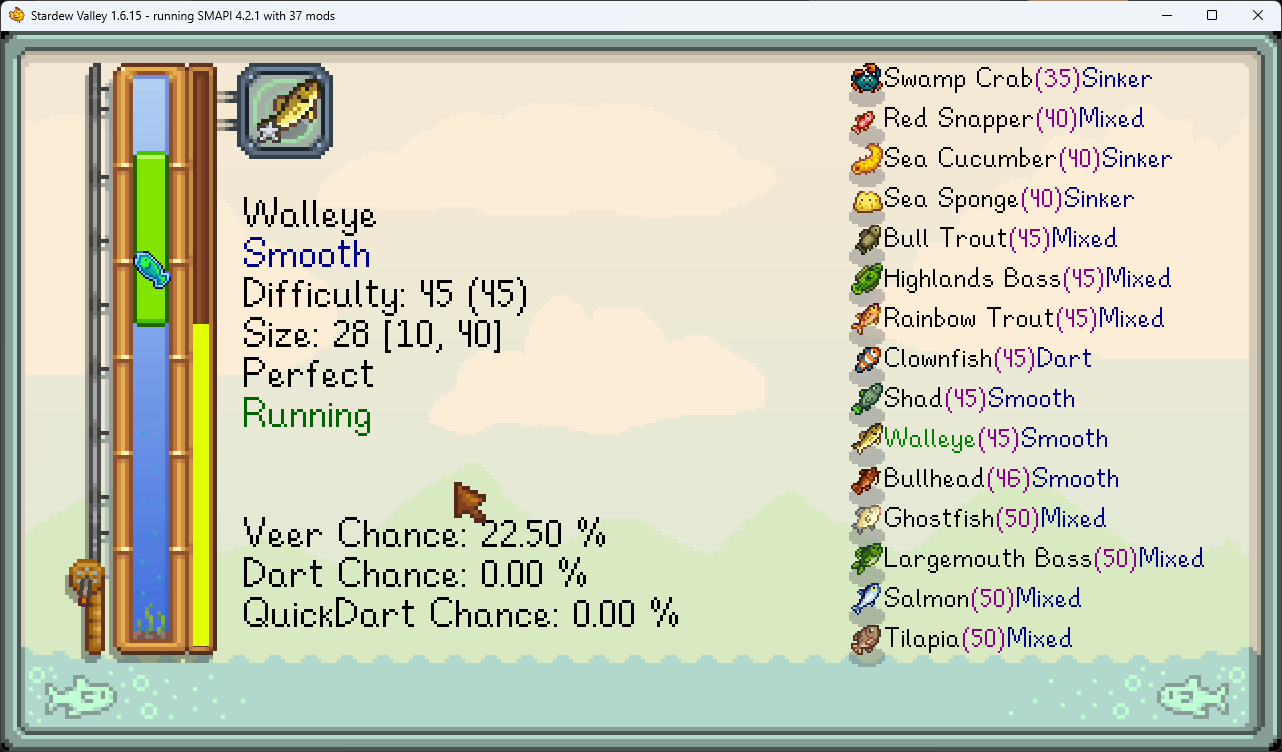 Stardew Valley 1.6.15 - running SMAPI 4.2.1 with 37 mods
Walleye
Smooth
Difficulty: 45 (45)
Size: 28 [10, 40]
Perfect
Running
Veer Chance: 22.50 %
Dart Chance: 0.00 %
QuickDart Chance: 0.00 %
Swamp Crab(35)Sinker
Red Snapper(40)Mixed
Sea Cucumber(40)Sinker
Sea Sponge(40)Sinker
Bull Trout(45)Mixed
Highlands Bass(45)Mixed
Rainbow Trout(45)Mixed
Clownfish(45)Dart
Shad(45)Smooth
Walleye(45)Smooth
Bullhead(46)Smooth
Ghostfish(50)Mixed
Largemouth Bass(50)Mixed
Salmon(50)Mixed
Tilapia(50)Mixed